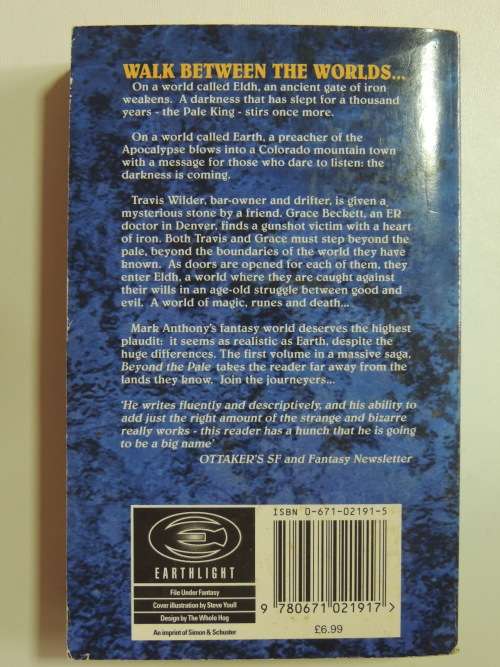 WALK BETWEEN THE WORLDS...
On a world called Eldh, an ancient gate of iron
weakens. A darkness that has slept for a thousand
years - the Pale King - stirs once more.
On a world called Earth, a preacher of the
Apocalypse blows into a Colorado mountain town
with a message for those who dare to listen: the
darkness is coming.
Travis Wilder, bar-owner and drifter, is given a
mysterious stone by a friend. Grace Beckett, an ER
doctor in Denver, finds a gunshot victim with a heart
of iron. Both Travis and Grace must step beyond the
pale, beyond the boundaries of the world they have
known. As doors are opened for each of them, they
enter Eldh, a world where they are caught against
their wills in an age-old struggle between good and
evil. A world of magic, runes and death...
Mark Anthony's fantasy world deserves the highest
plaudit: it seems as realistic as Earth, despite the
huge differences. The first volume in a massive saga,
Beyond the Pale takes the reader far away from the
lands they know. Join the journeyers...
'He writes fluently and descriptively, and his ability to
add just the right amount of the strange and bizarre
really works - this reader has a hunch that he is going
to be a big name'
OTTAKER'S SF and Fantasy Newsletter
ISBN 0-671-02191-5
EARTHLIGHT
File Under Fantasy
Cover illustration by Steve Youll
Design by The Whole Hog
An imprint of Simon & Schuster
9 780671 021917 >
£6.99